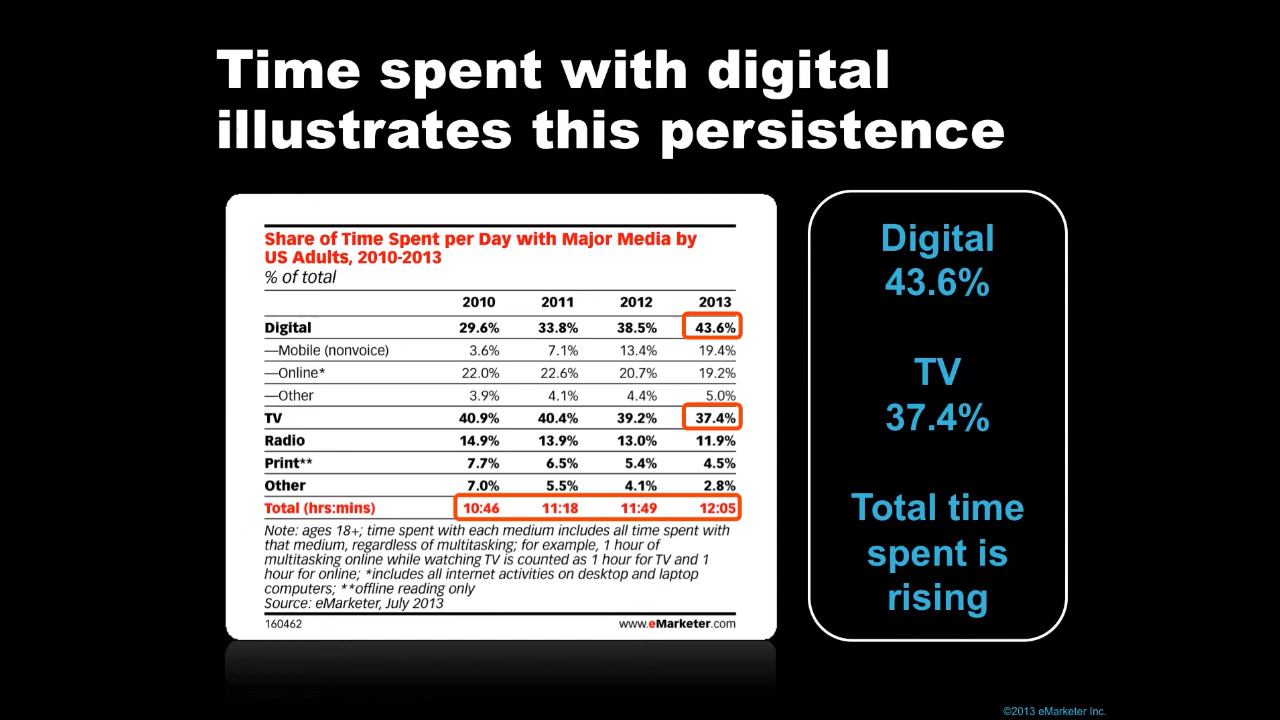 Time spent with digital
illustrates this persistence
Share of Time Spent per Day with Major Media by
US Adults, 2010-2013
% of total
2010 2011 2012 2013
Digital 29.6% 33.8% 38.5% 43.6%
—Mobile (nonvoice) 3.6% 7.1% 13.4% 19.4%
—Online* 22.0% 22.6% 20.7% 19.2%
—Other 3.9% 4.1% 4.4% 5.0%
TV 40.9% 40.4% 39.2% 37.4%
Radio 14.9% 13.9% 13.0% 11.9%
Print** 7.7% 6.5% 5.4% 4.5%
Other 7.0% 5.5% 4.1% 2.8%
Total (hrs:mins) 10:46 11:18 11:49 12:05
Note: ages 18+; time spent with each medium includes all time spent with
that medium, regardless of multitasking; for example, 1 hour of
multitasking online while watching TV is counted as 1 hour for TV and 1
hour for online; *includes all internet activities on desktop and laptop
computers; **offline reading only
Source: eMarketer, July 2013
160462 www.eMarketer.com
Digital
43.6%
TV
37.4%
Total time
spent is
rising
©2013 eMarketer Inc.